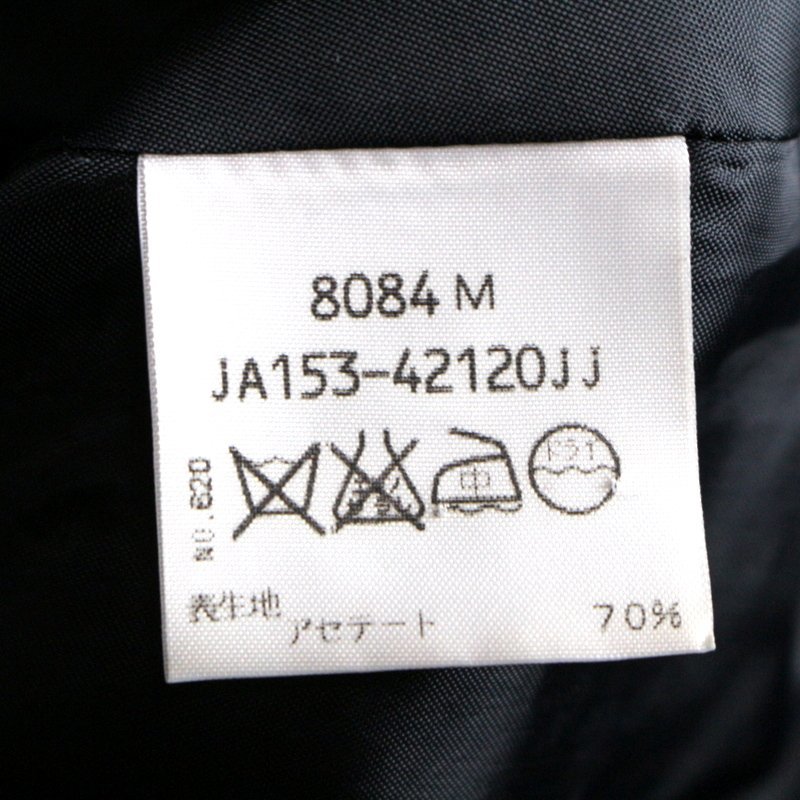 8084 M
JA153-42120JJ
NO.620
中
ドライ
表生地
アセテート 70%